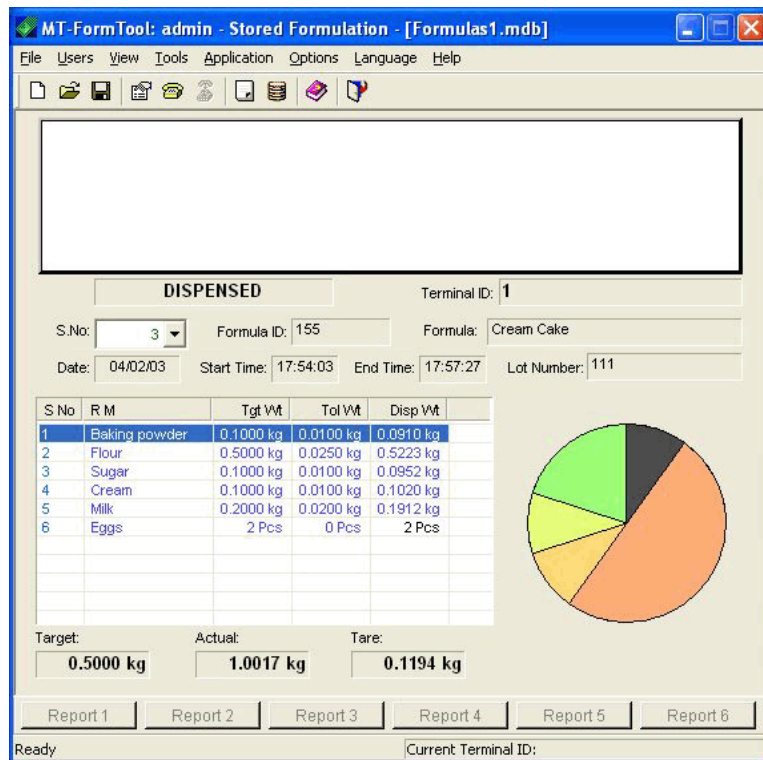 MT-FormTool: admin - Stored Formulation - [Formulas1.mdb]
File Users View Tools Application Options Language Help
DISPENSED Terminal ID: 1
S.No: 3 Formula ID: 155 Formula: Cream Cake
Date: 04/02/03 Start Time: 17:54:03 End Time: 17:57:27 Lot Number: 111
S No R M Tgt Wt Tol Wt Disp Wt
1 Baking powder 0.1000 kg 0.0100 kg 0.0910 kg
2 Flour 0.5000 kg 0.0250 kg 0.5223 kg
3 Sugar 0.1000 kg 0.0100 kg 0.0952 kg
4 Cream 0.1000 kg 0.0100 kg 0.1020 kg
5 Milk 0.2000 kg 0.0200 kg 0.1912 kg
6 Eggs 2 Pcs 0 Pcs 2 Pcs
Target: Actual: Tare:
0.5000 kg 1.0017 kg 0.1194 kg
Report 1 Report 2 Report 3 Report 4 Report 5 Report 6
Ready Current Terminal ID: